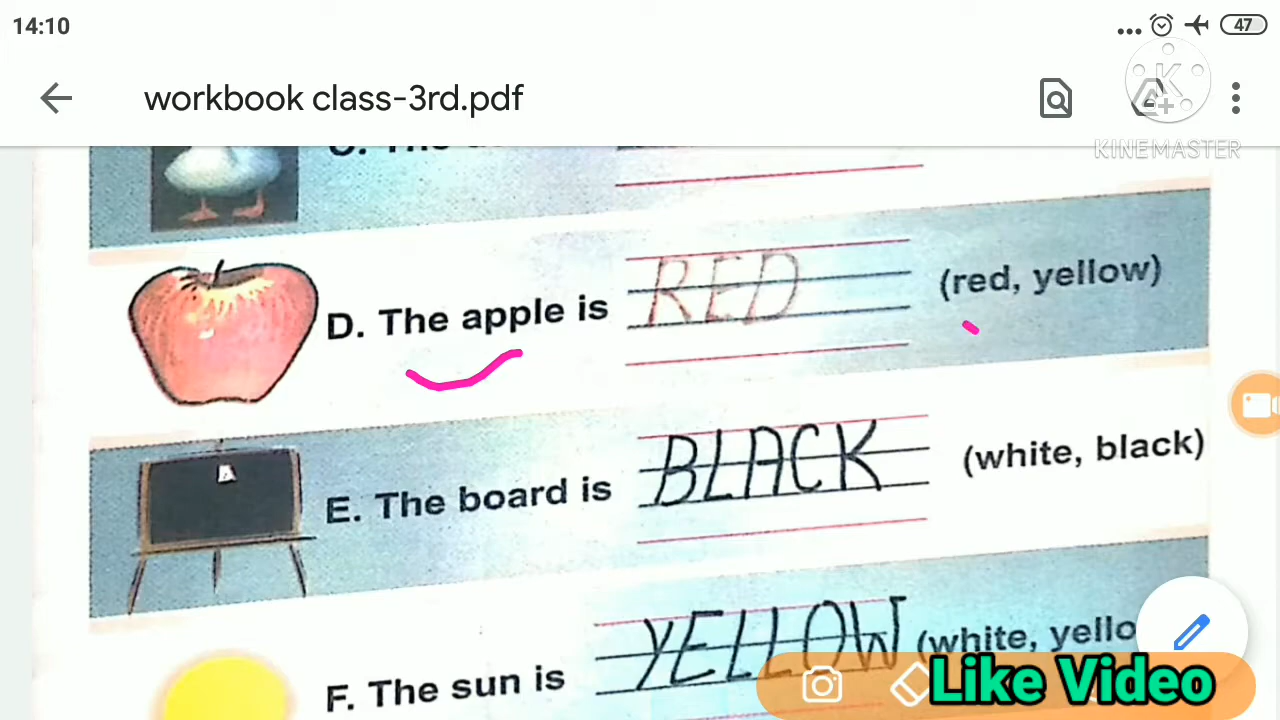 14:10
47
workbook class-3rd.pdf
K
KINEMASTER
D. The apple is RED (red, yellow)
A
E. The board is BLACK (white, black)
F. The sun is YELLOW (white, yello
Like Video